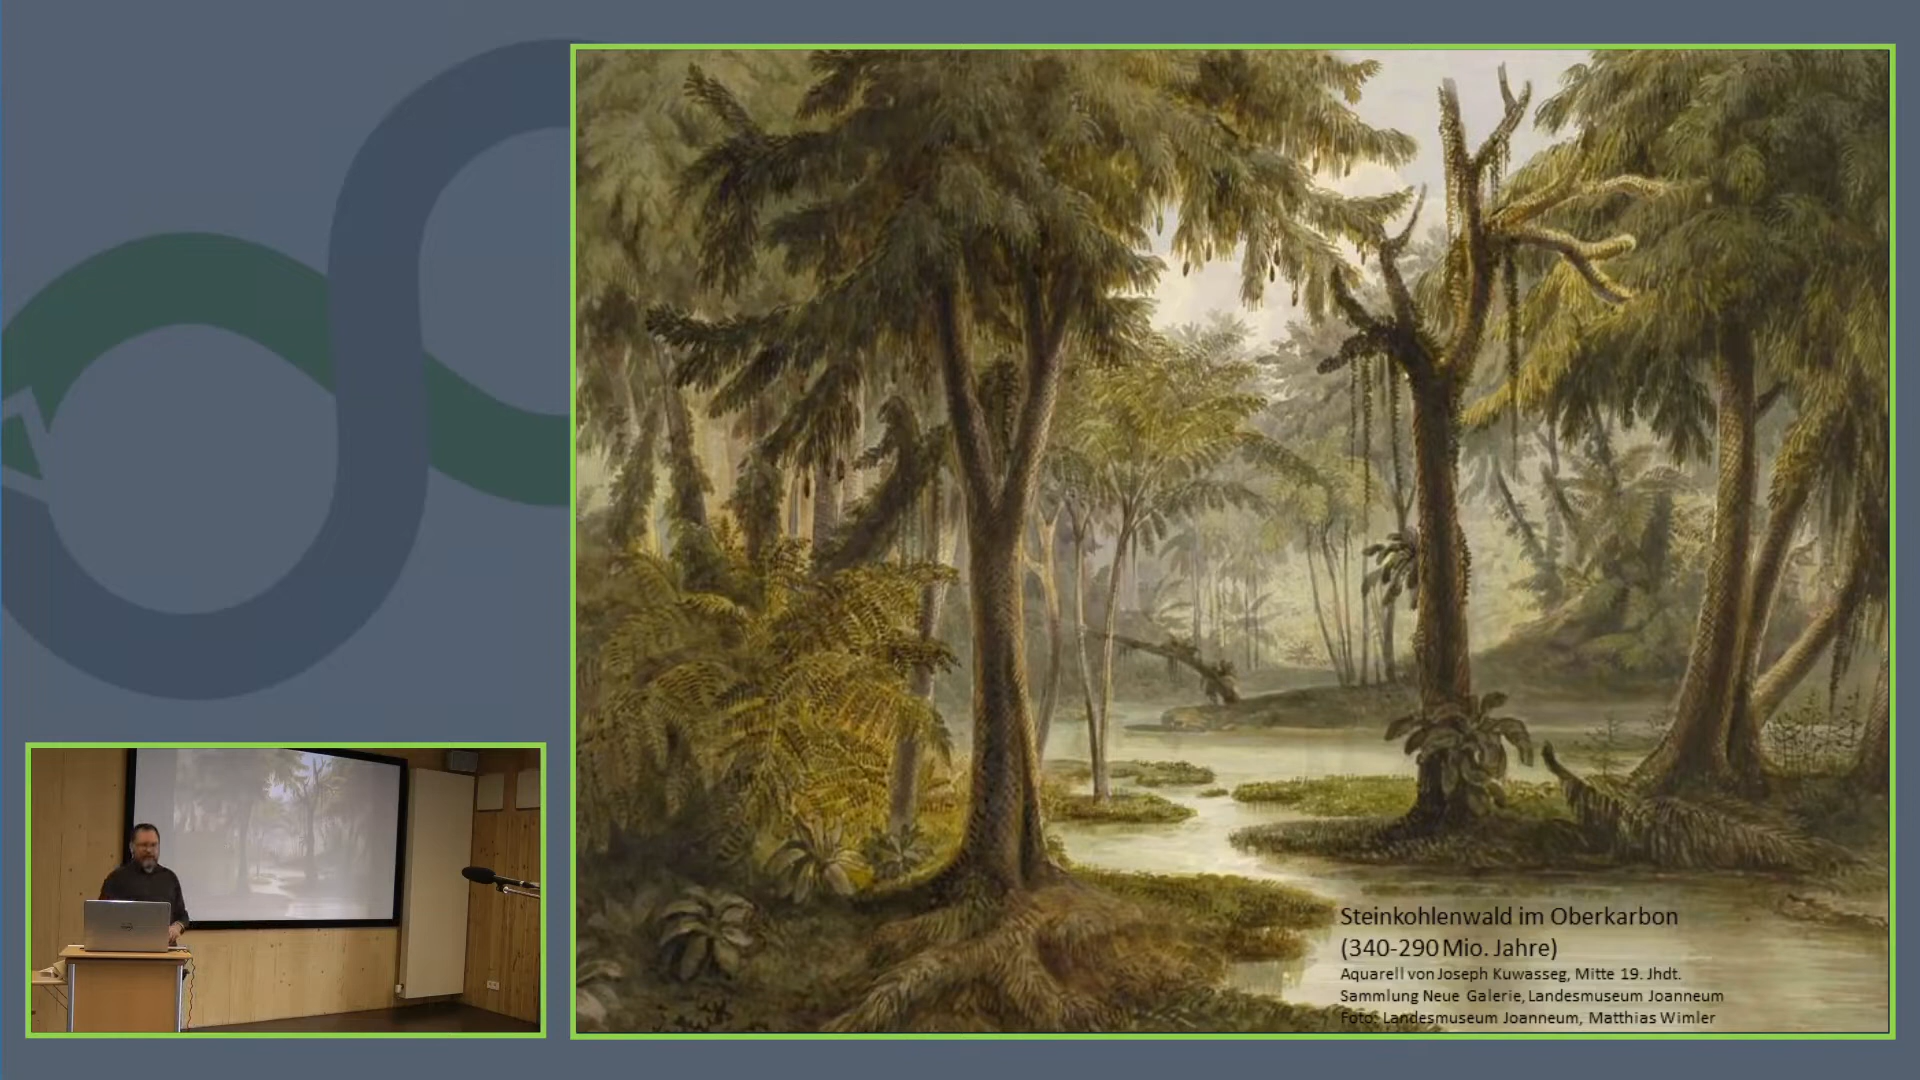 Steinkohlenwald im Oberkarbon
(340-290 Mio. Jahre)
Aquarell von Joseph Kuwasseg, Mitte 19. Jhdt.
Sammlung Neue Galerie, Landesmuseum Joanneum
Foto: Landesmuseum Joanneum, Matthias Wimler